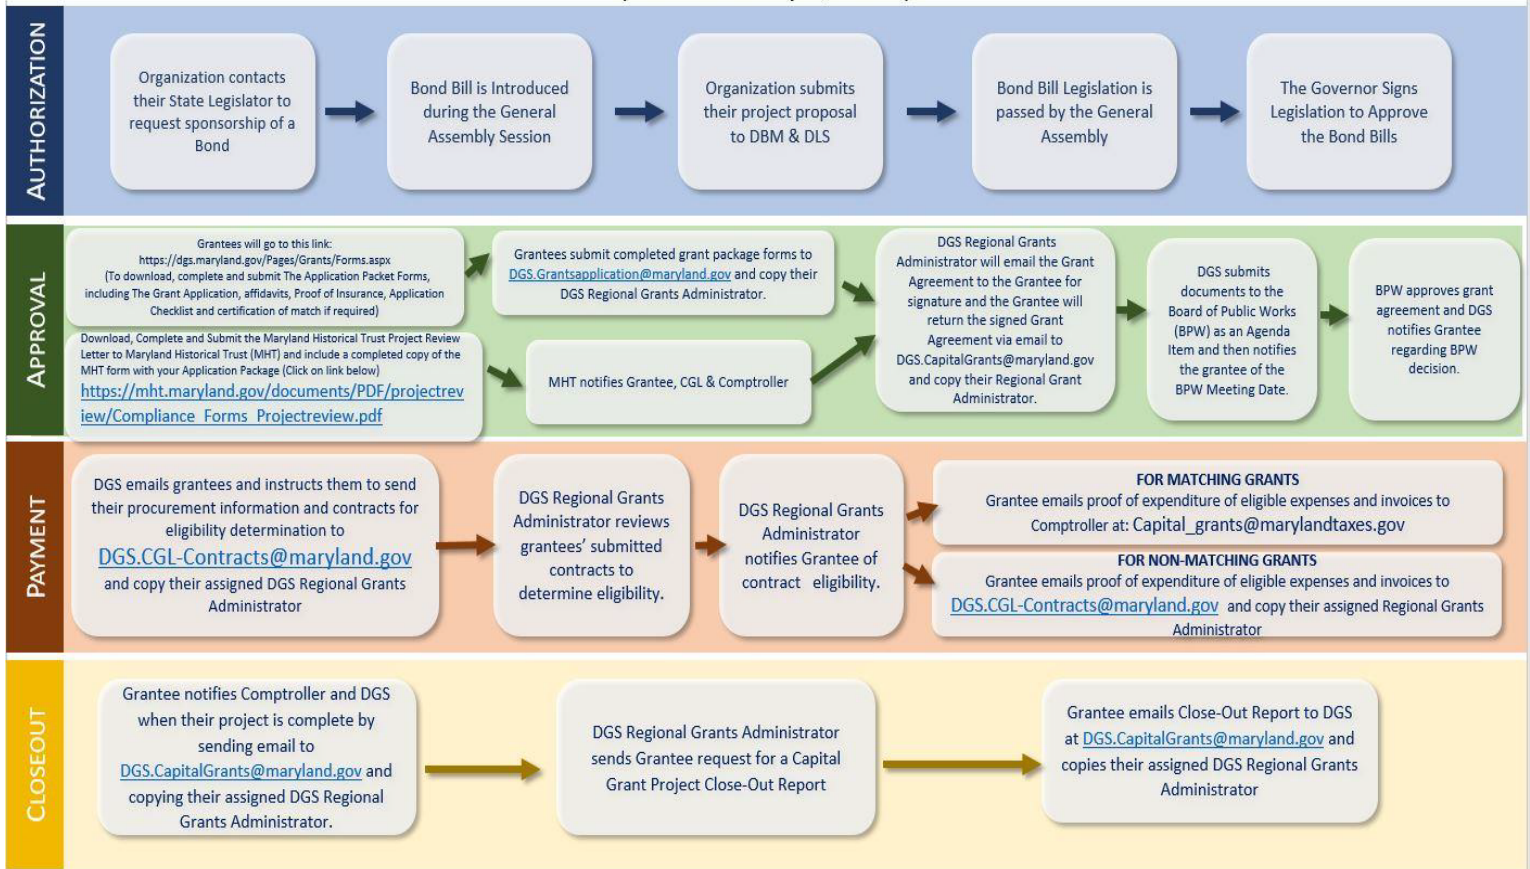 AUTHORIZATION
Organization contacts
their State Legislator to
request sponsorship of a
Bond
Bond Bill is Introduced
during the General
Assembly Session
Organization submits
their project proposal
to DBM & DLS
Bond Bill Legislation is
passed by the General
Assembly
The Governor Signs
Legislation to Approve
the Bond Bills
APPROVAL
Grantees will go to this link:
https://dgs.maryland.gov/Pages/Grants/Forms.aspx
(To download, complete and submit The Application Packet Forms,
including The Grant Application, affidavits, Proof of Insurance, Application
Checklist and certification of match if required)
Download, Complete and Submit the Maryland Historical Trust Project Review
Letter to Maryland Historical Trust (MHT) and include a completed copy of the
MHT form with your Application Package (Click on link below)
https://mht.maryland.gov/documents/PDF/projectrev
iew/Compliance_Forms_Projectreview.pdf
Grantees submit completed grant package forms to
DGS.Grantsapplication@maryland.gov and copy their
DGS Regional Grants Administrator.
MHT notifies Grantee, CGL & Comptroller
DGS Regional Grants
Administrator will email the Grant
Agreement to the Grantee for
signature and the Grantee will
return the signed Grant
Agreement via email to
DGS.CapitalGrants@maryland.gov
and copy their Regional Grant
Administrator.
DGS submits
documents to the
Board of Public Works
(BPW) as an Agenda
Item and then notifies
the grantee of the
BPW Meeting Date.
BPW approves grant
agreement and DGS
notifies Grantee
regarding BPW
decision.
PAYMENT
DGS emails grantees and instructs them to send
their procurement information and contracts for
eligibility determination to
DGS.CGL-Contracts@maryland.gov
and copy their assigned DGS Regional Grants
Administrator
DGS Regional Grants
Administrator reviews
grantees' submitted
contracts to
determine eligibility.
DGS Regional Grants
Administrator
notifies Grantee of
contract eligibility.
FOR MATCHING GRANTS
Grantee emails proof of expenditure of eligible expenses and invoices to
Comptroller at: Capital_grants@marylandtaxes.gov
FOR NON-MATCHING GRANTS
Grantee emails proof of expenditure of eligible expenses and invoices to
DGS.CGL-Contracts@maryland.gov and copy their assigned Regional Grants
Administrator
CLOSEOUT
Grantee notifies Comptroller and DGS
when their project is complete by
sending email to
DGS.CapitalGrants@maryland.gov and
copying their assigned DGS Regional
Grants Administrator.
DGS Regional Grants Administrator
sends Grantee request for a Capital
Grant Project Close-Out Report
Grantee emails Close-Out Report to DGS
at DGS.CapitalGrants@maryland.gov and
copies their assigned DGS Regional Grants
Administrator